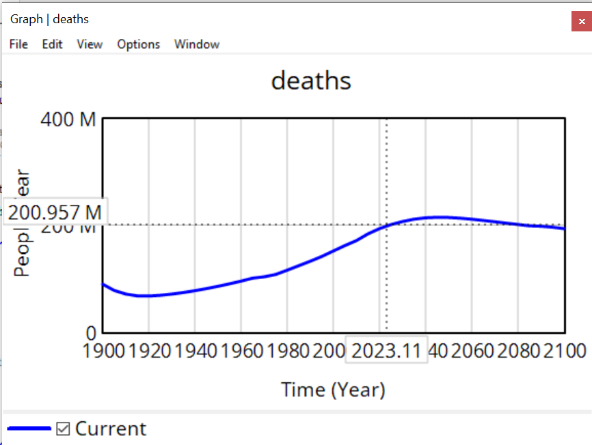 Graph | deaths
File Edit View Options Window
deaths
400 M
200.957 M
200 M
0
1900 1920 1940 1960 1980 2023.11 40 2060 2080 2100
Time (Year)
Current